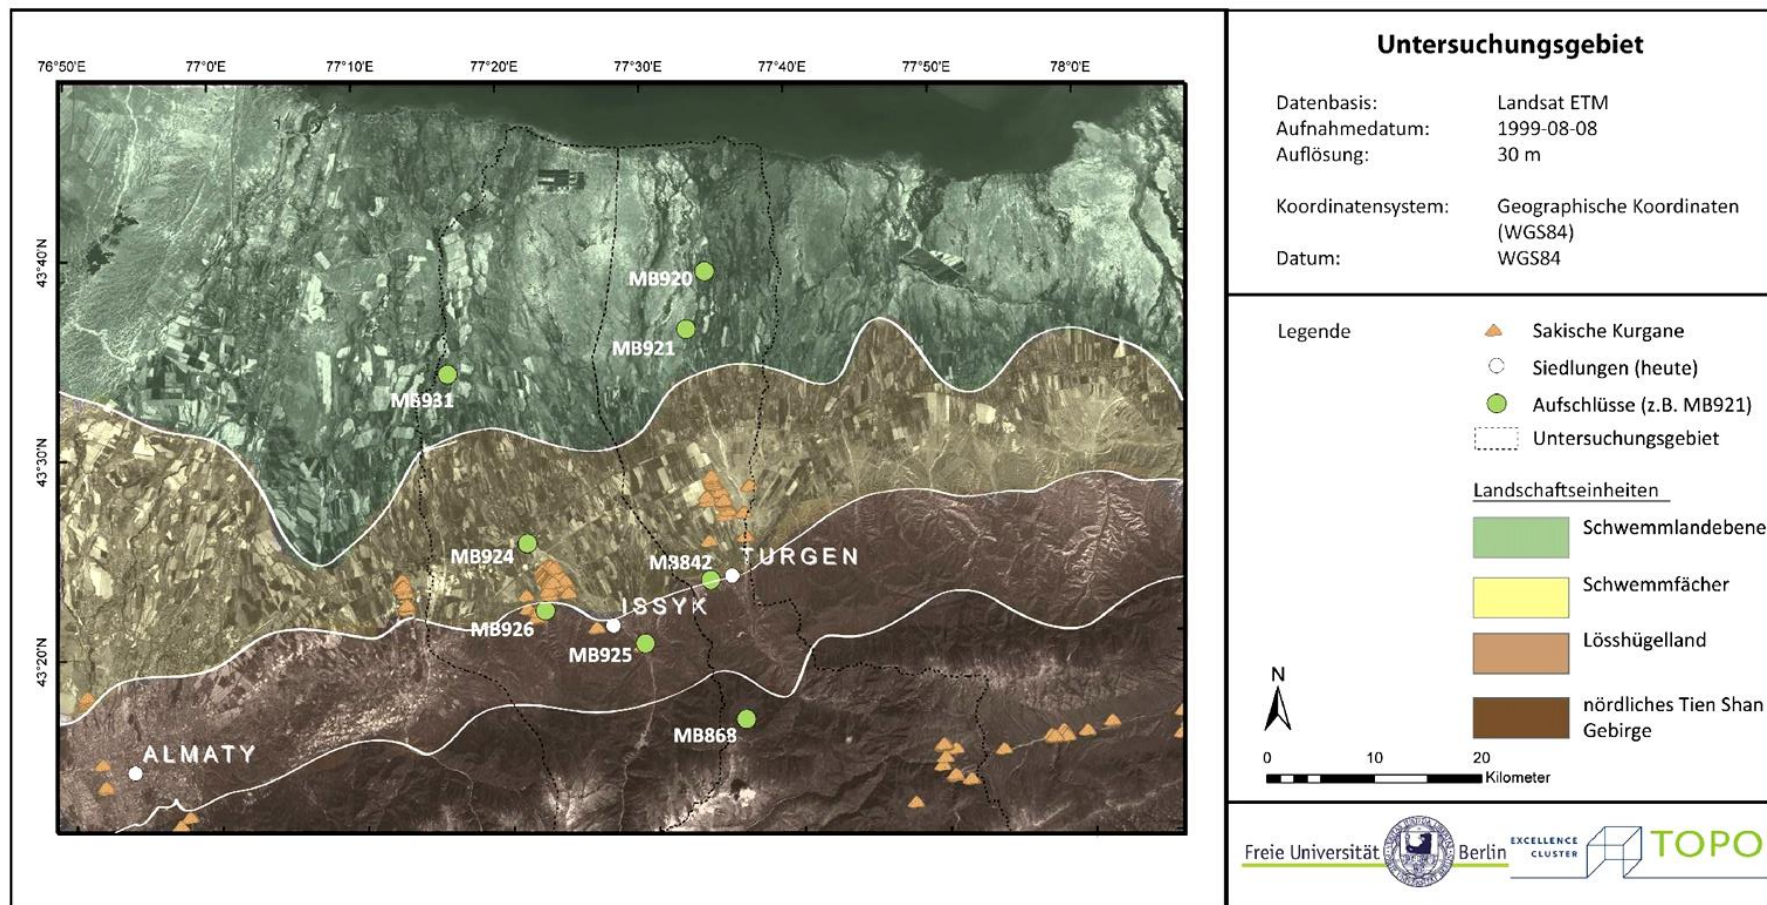 76°50'E 77°0'E 77°10'E 77°20'E 77°30'E 77°40'E 77°50'E 78°0'E
43°40'N
43°30'N
43°20'N
MB920
MB921
MB931
MB924
MB842
TURGEN
ISSYK
MB926
MB925
MB868
ALMATY
Untersuchungsgebiet
Datenbasis: Landsat ETM
Aufnahmedatum: 1999-08-08
Auflösung: 30 m
Koordinatensystem: Geographische Koordinaten
(WGS84)
Datum: WGS84
Legende
Sakische Kurgane
Siedlungen (heute)
Aufschlüsse (z.B. MB921)
Untersuchungsgebiet
Landschaftseinheiten
Schwemmlandebene
Schwemmfächer
Lösshügelland
nördliches Tien Shan
Gebirge
N
0 10 20
Kilometer
Freie Universität Berlin
EXCELLENCE
CLUSTER
TOPO